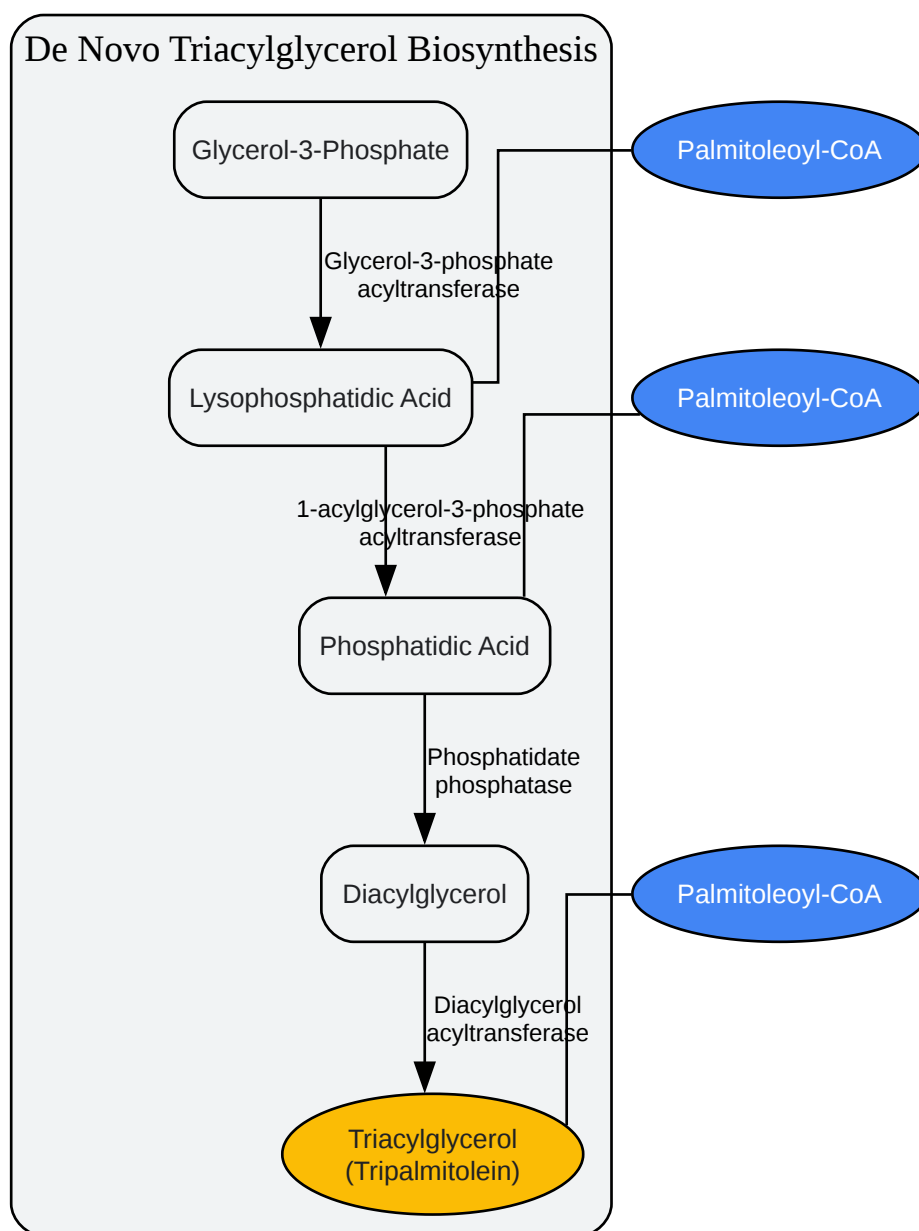 De Novo Triacylglycerol Biosynthesis
Glycerol-3-Phosphate
Palmitoleoyl-CoA
Glycerol-3-phosphate
acyltransferase
Lysophosphatidic Acid
Palmitoleoyl-CoA
1-acylglycerol-3-phosphate
acyltransferase
Phosphatidic Acid
Phosphatidate
phosphatase
Diacylglycerol
Palmitoleoyl-CoA
Diacylglycerol
acyltransferase
Triacylglycerol
(Tripalmitolein)